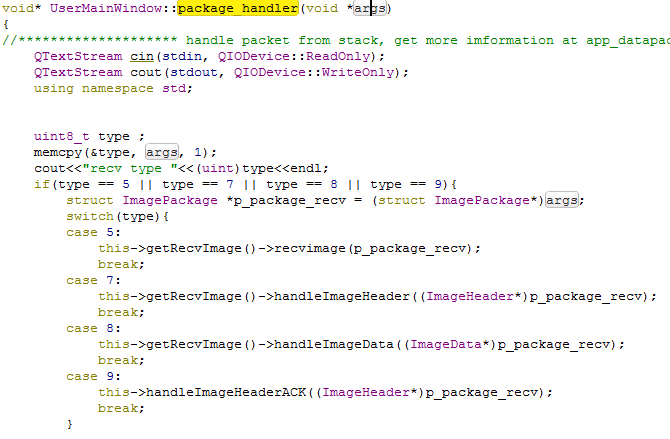 void* UserMainWindow::package_handler(void *args)
{
//******************** handle packet from stack, get more imformation at app_datapac
    QTextStream cin(stdin, QIODevice::ReadOnly);
    QTextStream cout(stdout, QIODevice::WriteOnly);
    using namespace std;
    uint8_t type ;
    memcpy(&type, args, 1);
    cout<<"recv type "<<(uint)type<<endl;
    if(type == 5 || type == 7 || type == 8 || type == 9){
        struct ImagePackage *p_package_recv = (struct ImagePackage*)args;
        switch(type){
        case 5:
            this->getRecvImage()->recvimage(p_package_recv);
            break;
        case 7:
            this->getRecvImage()->handleImageHeader((ImageHeader*)p_package_recv);
            break;
        case 8:
            this->getRecvImage()->handleImageData((ImageData*)p_package_recv);
            break;
        case 9:
            this->handleImageHeaderACK((ImageHeader*)p_package_recv);
            break;
        }